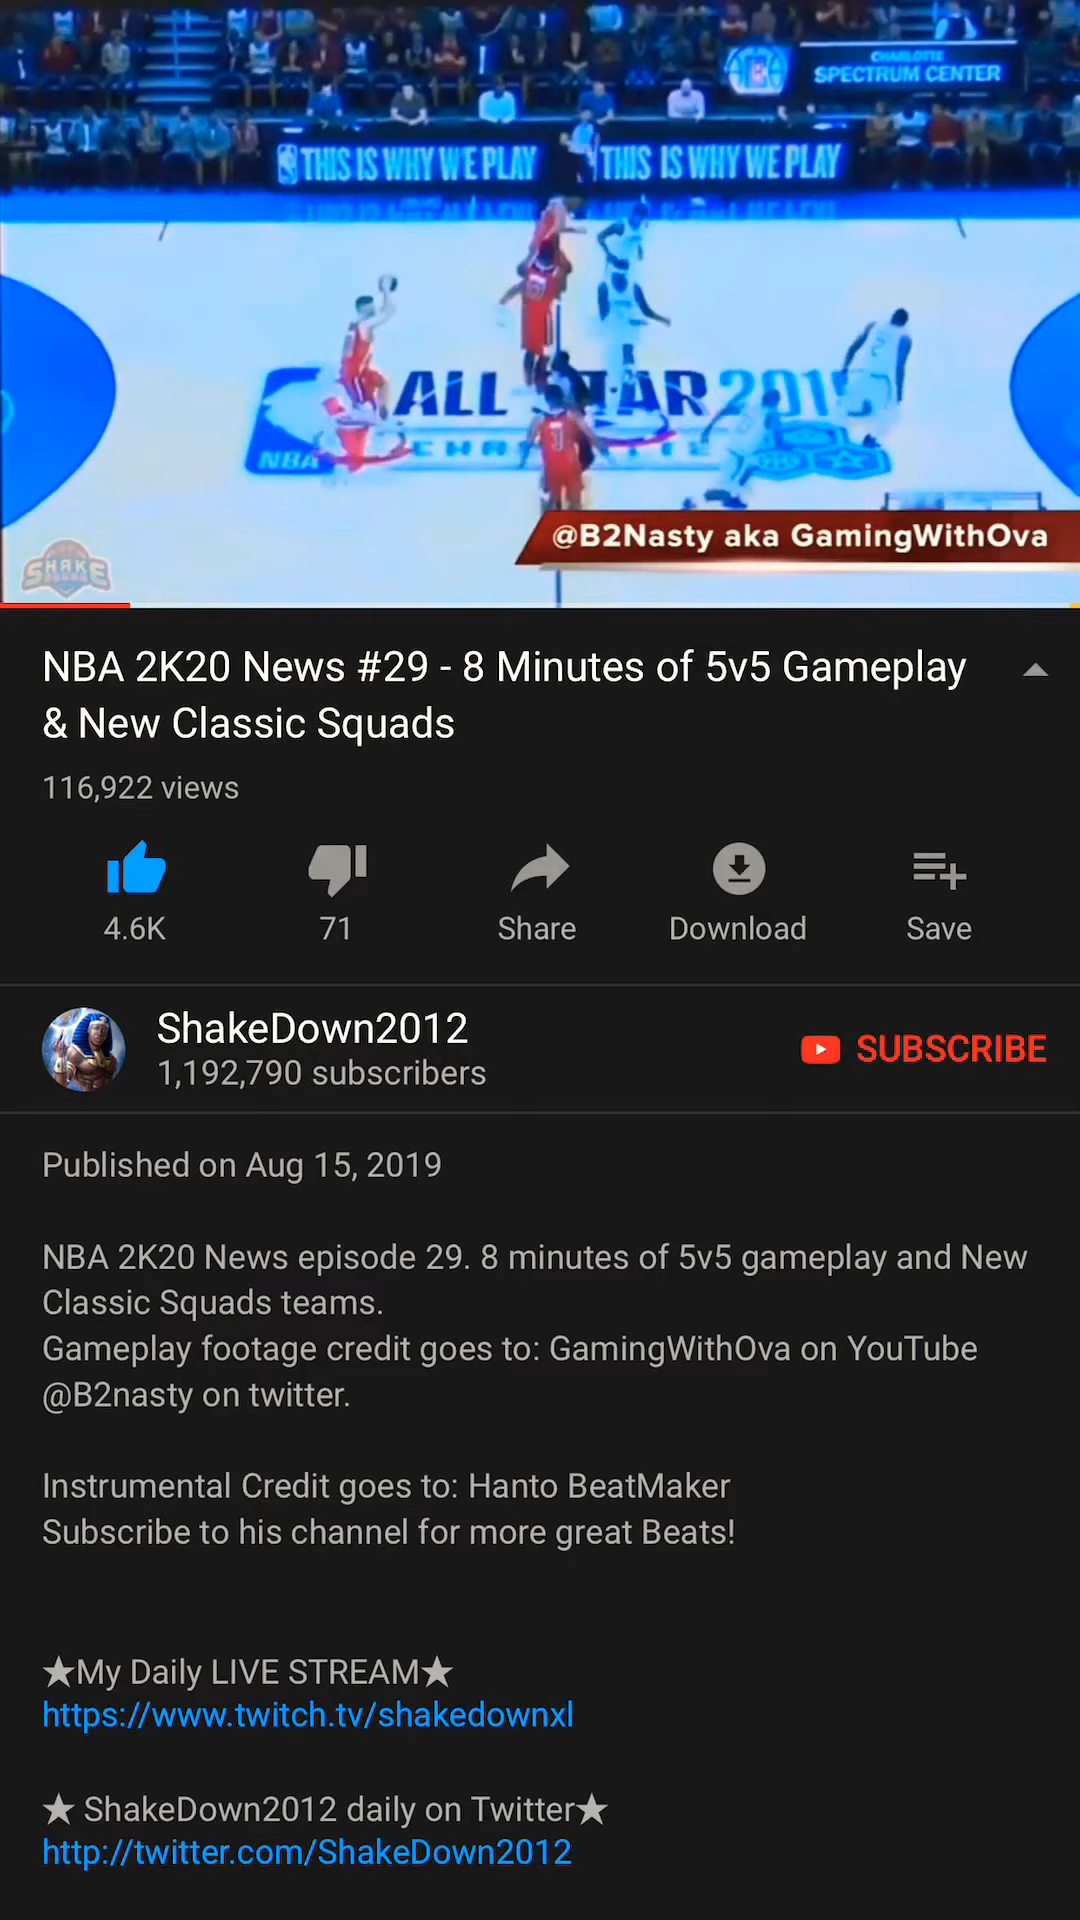 CHARLOTTE
SPECTRUM CENTER
THIS IS WHY WE PLAY THIS IS WHY WE PLAY
ALL STAR 2019
NBA CHARLOTTE
@B2Nasty aka GamingWithOva
SHAKE
NBA 2K20 News #29 - 8 Minutes of 5v5 Gameplay
& New Classic Squads
116,922 views
4.6K 71 Share Download Save
ShakeDown2012
1,192,790 subscribers
SUBSCRIBE
Published on Aug 15, 2019
NBA 2K20 News episode 29. 8 minutes of 5v5 gameplay and New
Classic Squads teams.
Gameplay footage credit goes to: GamingWithOva on YouTube
@B2nasty on twitter.
Instrumental Credit goes to: Hanto BeatMaker
Subscribe to his channel for more great Beats!
★My Daily LIVE STREAM★
https://www.twitch.tv/shakedownxl
★ ShakeDown2012 daily on Twitter★
http://twitter.com/ShakeDown2012